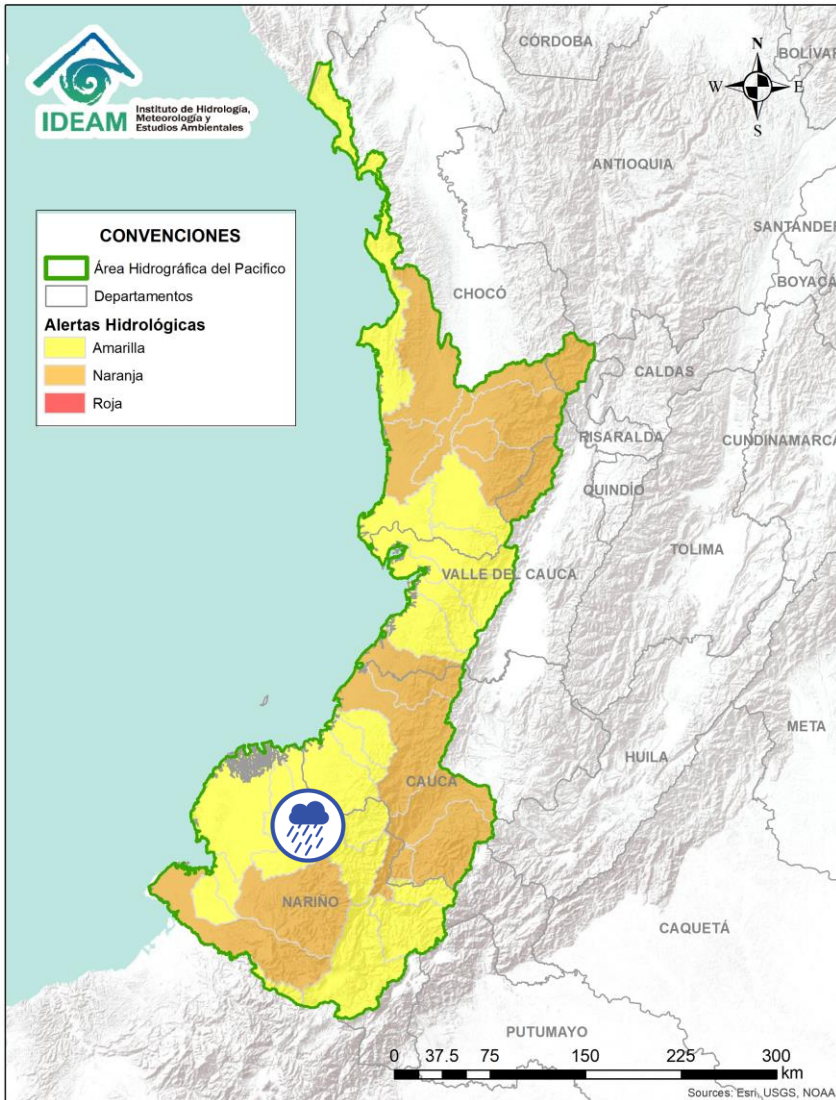 IDEAM
Instituto de Hidrología,
Meteorología y
Estudios Ambientales
CÓRDOBA
BOLÍVAR
N
W
E
S
ANTIOQUIA
SANTANDER
BOYACÁ
CHOCÓ
CONVENCIONES
Área Hidrográfica del Pacifico
Departamentos
Alertas Hidrológicas
Amarilla
Naranja
Roja
CALDAS
RISARALDA
CUNDINAMARCA
QUINDÍO
TOLIMA
VALLE DEL CAUCA
META
HUILA
CAUCA
NARIÑO
CAQUETÁ
PUTUMAYO
0 37.5 75 150 225 300
km
Sources: Esri, USGS, NOAA